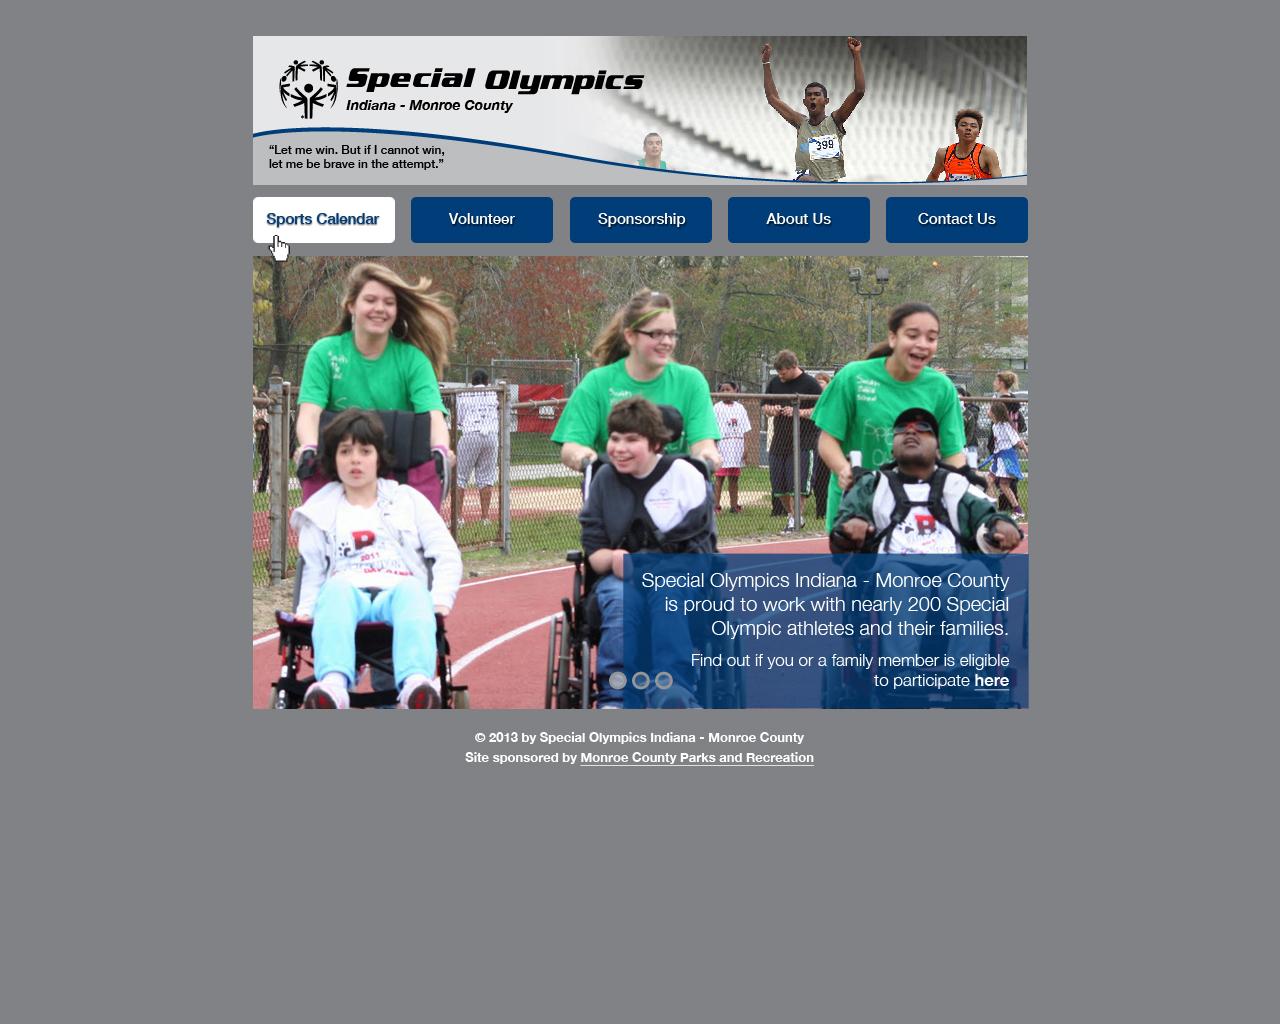 Special Olympics
Indiana - Monroe County
“Let me win. But if I cannot win,
let me be brave in the attempt.”
399
Sports Calendar
Volunteer
Sponsorship
About Us
Contact Us
2011
Special Olympics Indiana - Monroe County
is proud to work with nearly 200 Special
Olympic athletes and their families.
Find out if you or a family member is eligible
to participate here
© 2013 by Special Olympics Indiana - Monroe County
Site sponsored by Monroe County Parks and Recreation